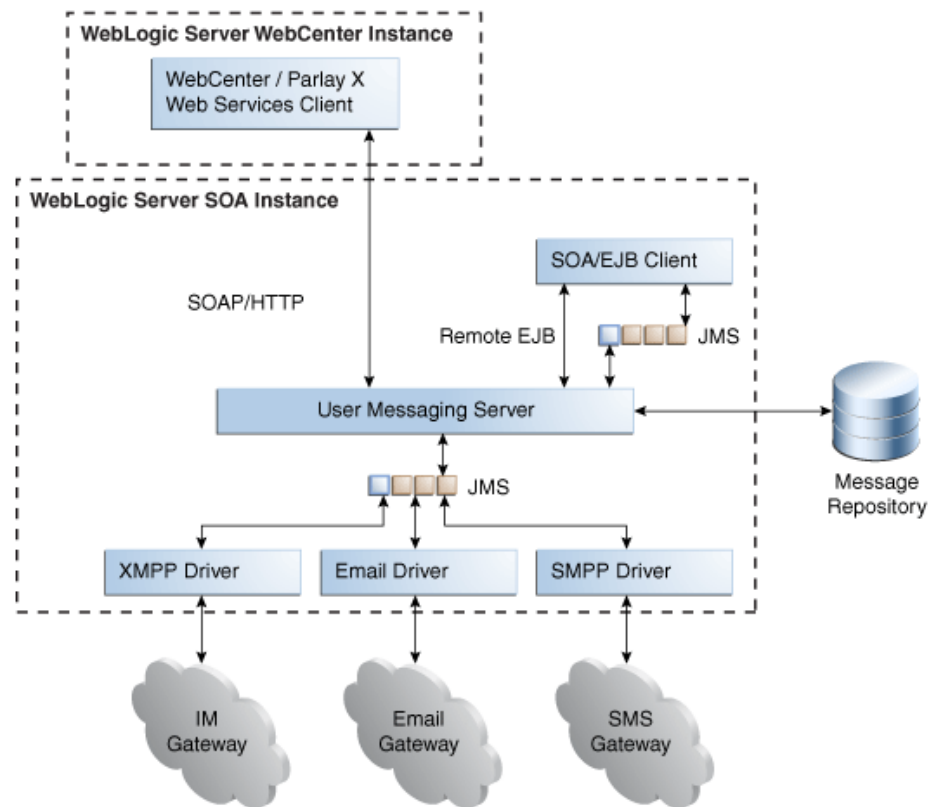 WebLogic Server WebCenter Instance
WebCenter / Parlay X
Web Services Client
WebLogic Server SOA Instance
SOA/EJB Client
SOAP/HTTP
Remote EJB
JMS
User Messaging Server
JMS
Message
Repository
XMPP Driver
Email Driver
SMPP Driver
IM
Gateway
Email
Gateway
SMS
Gateway